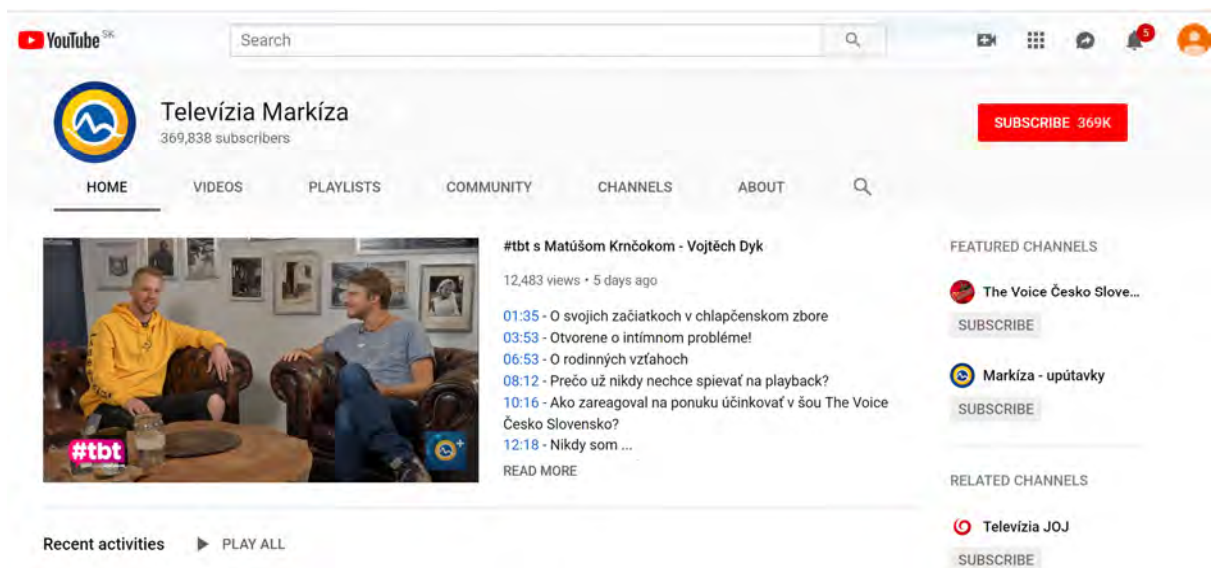 YouTube SK
Search
5
Televízia Markíza
369,838 subscribers
SUBSCRIBE 369K
HOME VIDEOS PLAYLISTS COMMUNITY CHANNELS ABOUT
#tbt
#tbt s Matúšom Krnčokom - Vojtěch Dyk
12,483 views • 5 days ago
01:35 - O svojich začiatkoch v chlapčenskom zbore
03:53 - Otvorene o intímnom probléme!
06:53 - O rodinných vzťahoch
08:12 - Prečo už nikdy nechce spievať na playback?
10:16 - Ako zareagoval na ponuku účinkovať v šou The Voice
Česko Slovensko?
12:18 - Nikdy som ...
READ MORE
FEATURED CHANNELS
The Voice Česko Slove...
SUBSCRIBE
Markíza - upútavky
SUBSCRIBE
RELATED CHANNELS
Televízia JOJ
SUBSCRIBE
Recent activities PLAY ALL